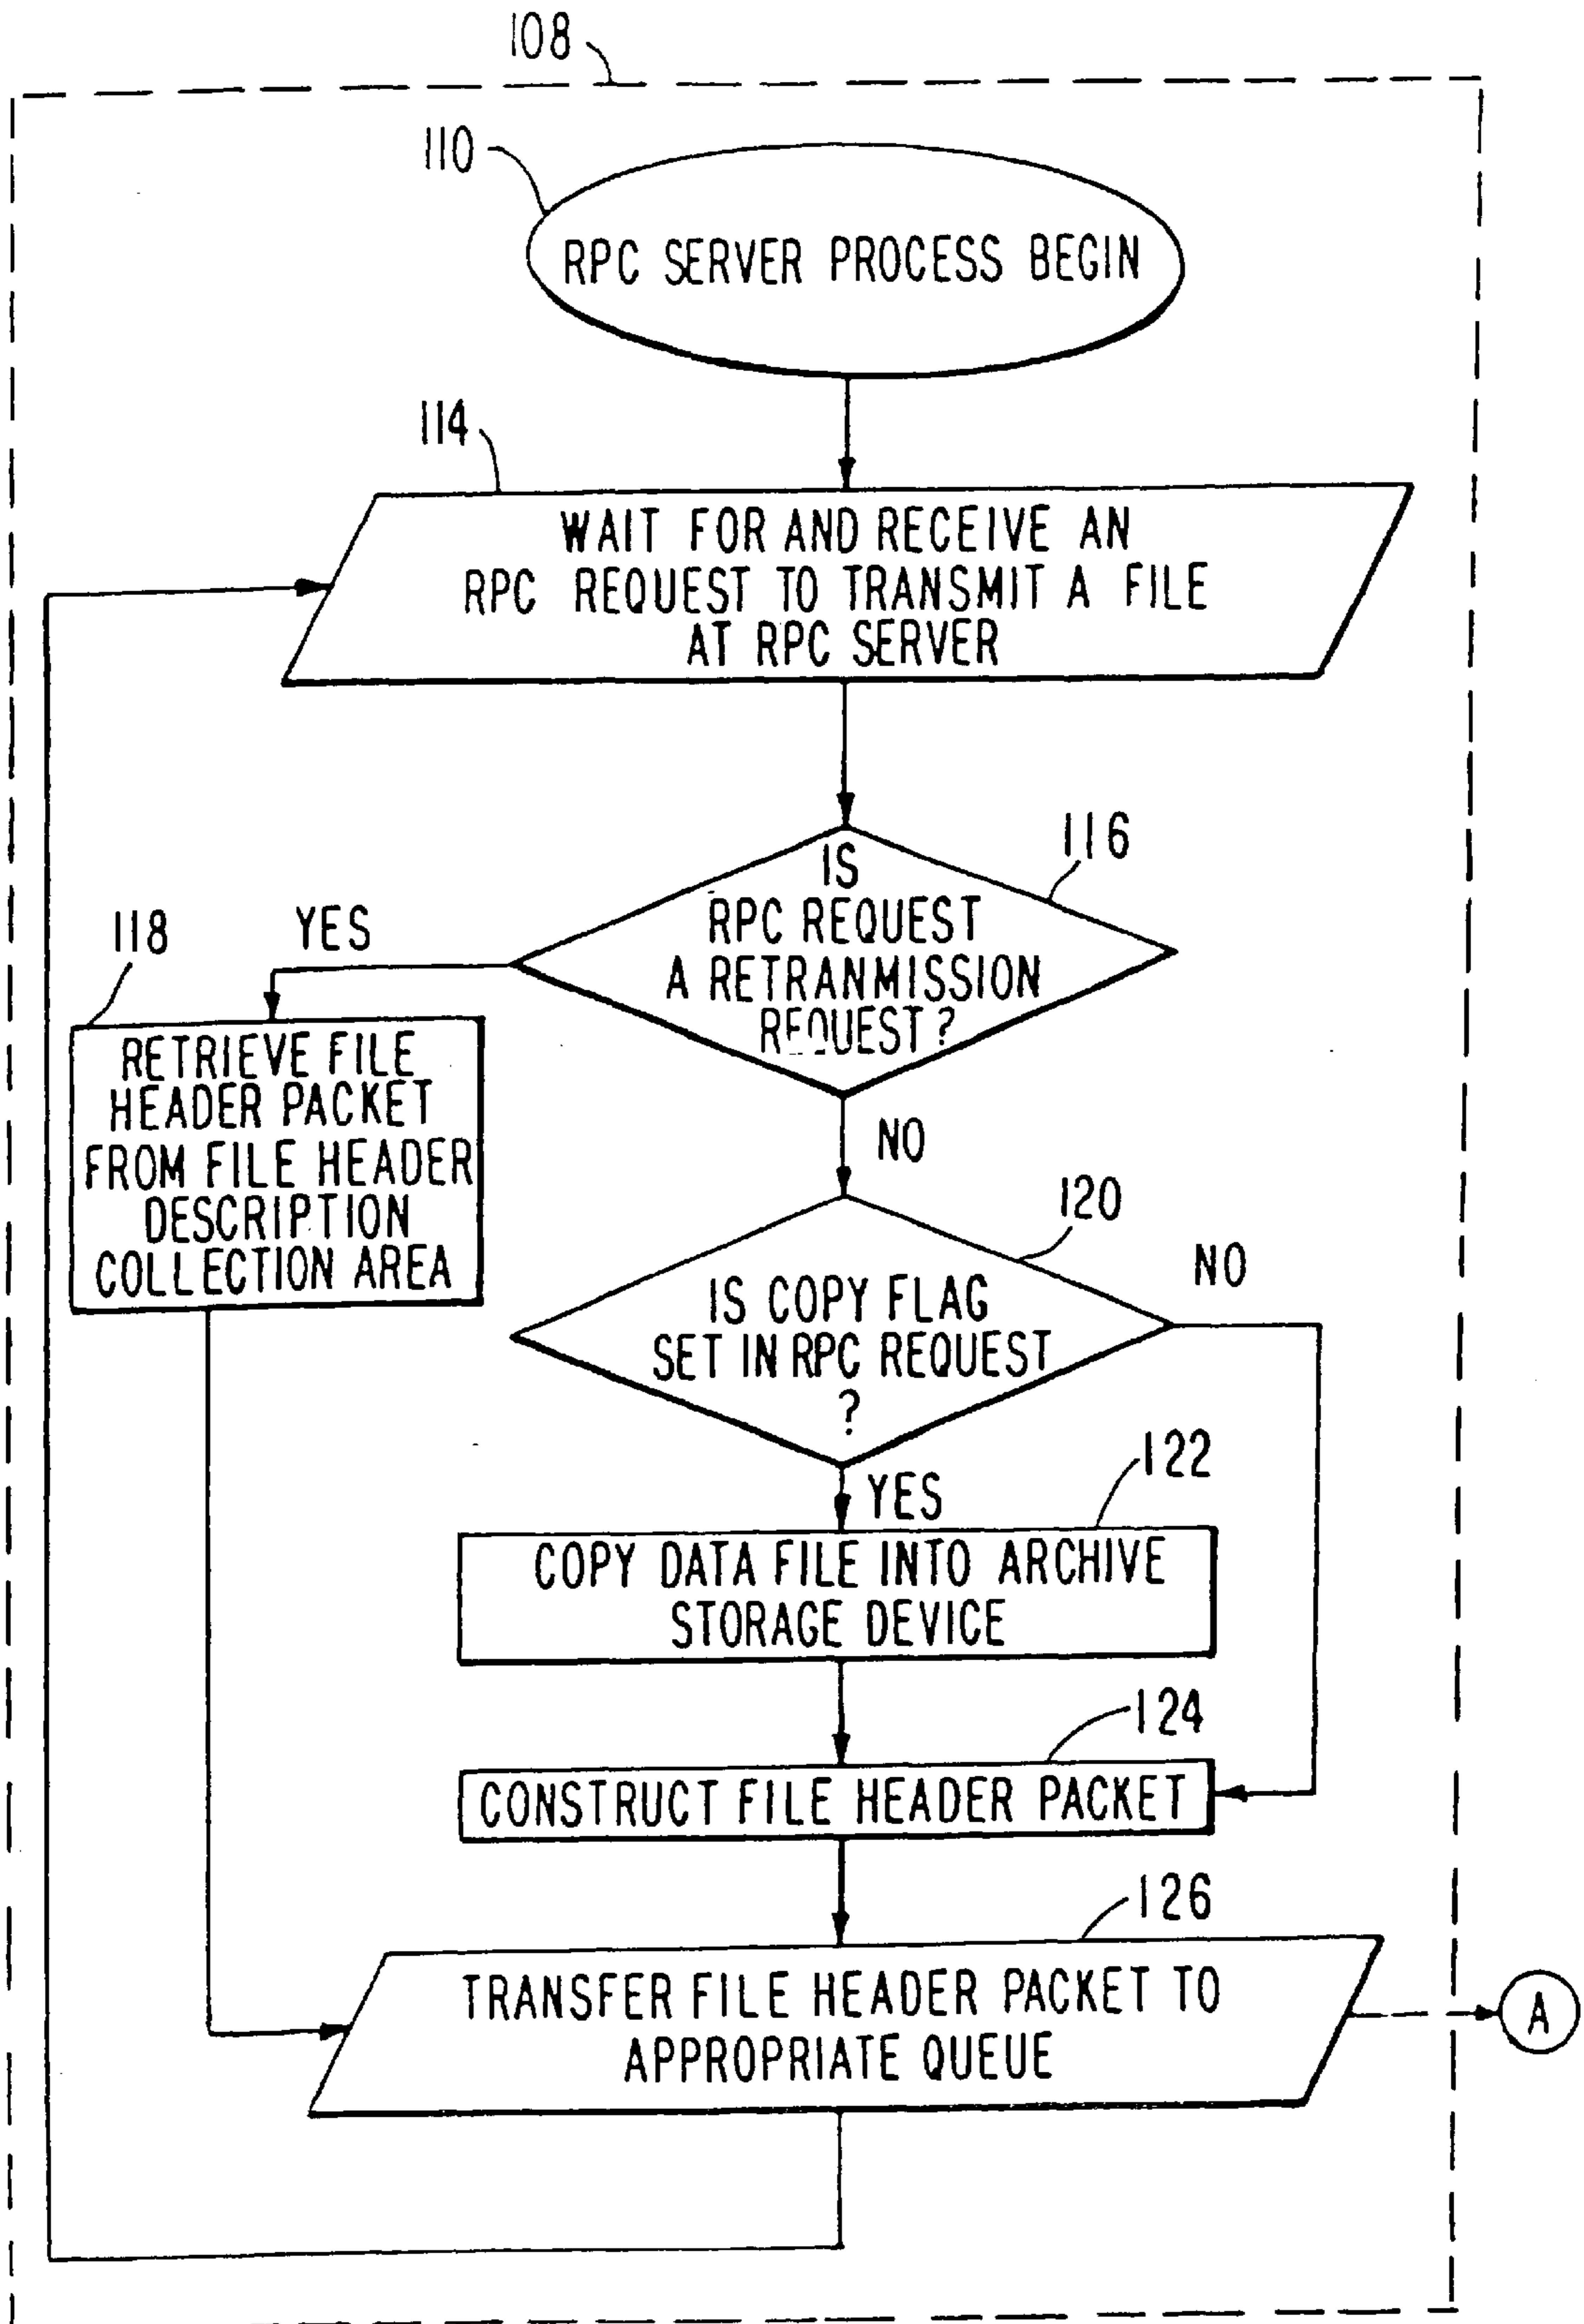 108
110
RPC SERVER PROCESS BEGIN
114
WAIT FOR AND RECEIVE AN
RPC REQUEST TO TRANSMIT A FILE
AT RPC SERVER
116
IS
RPC REQUEST
A RETRANMISSION
REQUEST?
YES
118
RETRIEVE FILE
HEADER PACKET
FROM FILE HEADER
DESCRIPTION
COLLECTION AREA
NO
120
IS COPY FLAG
SET IN RPC REQUEST
?
NO
YES
122
COPY DATA FILE INTO ARCHIVE
STORAGE DEVICE
124
CONSTRUCT FILE HEADER PACKET
126
TRANSFER FILE HEADER PACKET TO
APPROPRIATE QUEUE
A